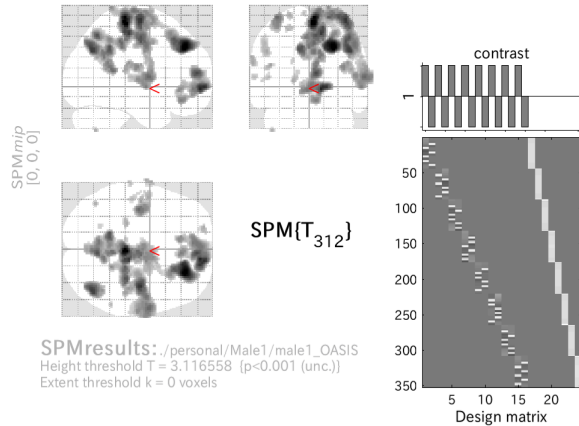 contrast
1
SPMmip
[0, 0, 0]
<
<
<
SPM{T312}
50
100
150
200
250
300
350
5
10
15
20
Design matrix
SPMresults: ./personal/Male1/male1_OASIS
Height threshold T = 3.116558 {p<0.001 (unc.)}
Extent threshold k = 0 voxels